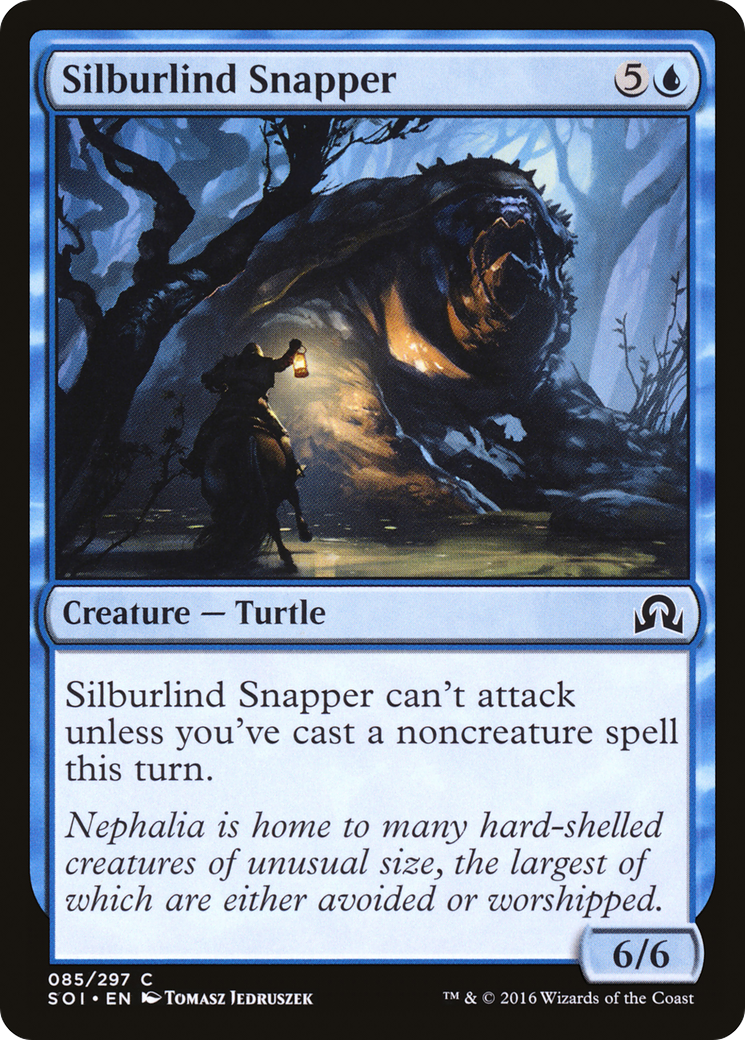 Silburlind Snapper 5
Creature — Turtle
Silburlind Snapper can't attack
unless you've cast a noncreature spell
this turn.
Nephalia is home to many hard-shelled
creatures of unusual size, the largest of
which are either avoided or worshipped.
6/6
085/297 C
SOI • EN Tomasz Jedruszek
™ & © 2016 Wizards of the Coast